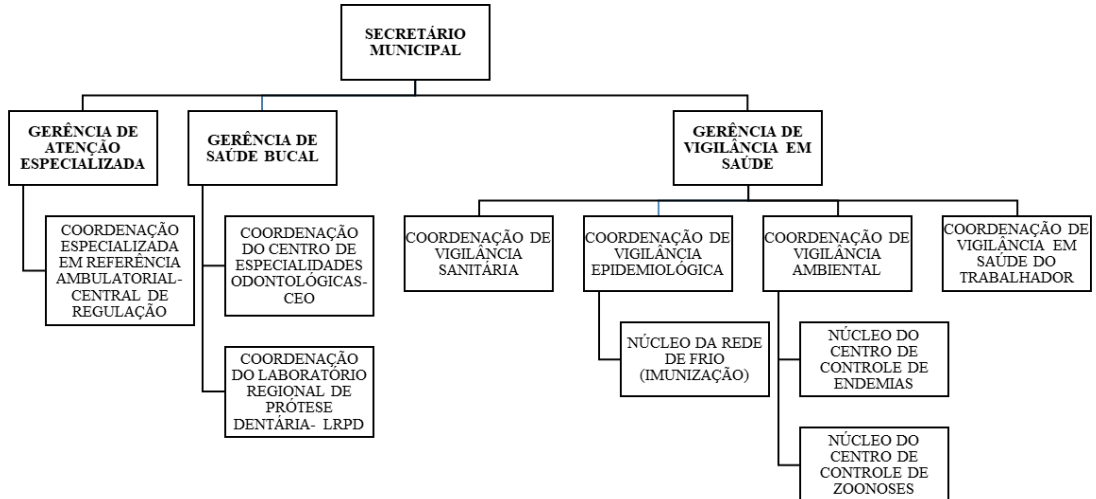 SECRETÁRIO
MUNICIPAL
GERÊNCIA DE
ATENÇÃO
ESPECIALIZADA
GERÊNCIA DE
SAÚDE BUCAL
GERÊNCIA DE
VIGILÂNCIA EM
SAÚDE
COORDENAÇÃO
ESPECIALIZADA
EM REFERÊNCIA
AMBULATORIAL-
CENTRAL DE
REGULAÇÃO
COORDENAÇÃO
DO CENTRO DE
ESPECIALIDADES
ODONTOLÓGICAS-
CEO
COORDENAÇÃO
DO LABORATÓRIO
REGIONAL DE
PRÓTESE
DENTÁRIA- LRPD
COORDENAÇÃO DE
VIGILÂNCIA
SANITÁRIA
COORDENAÇÃO DE
VIGILÂNCIA
EPIDEMIOLÓGICA
NÚCLEO DA REDE
DE FRIO
(IMUNIZAÇÃO)
COORDENAÇÃO DE
VIGILÂNCIA
AMBIENTAL
NÚCLEO DO
CENTRO DE
CONTROLE DE
ENDEMIAS
NÚCLEO DO
CENTRO DE
CONTROLE DE
ZOONOSES
COORDENAÇÃO DE
VIGILÂNCIA EM
SAÚDE DO
TRABALHADOR